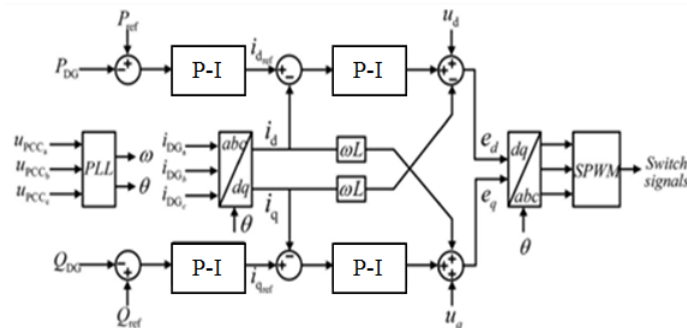 P_ref
u_d
P_DG
P-I
i_dref
P-I
u_PCCa
u_PCCb
u_PCCc
PLL
ω
θ
i_DGa
i_DGb
i_DGc
abc
dq
θ
i_d
i_q
ωL
ωL
e_d
e_q
dq
abc
θ
SPWM
Switch
signals
Q_DG
P-I
i_qref
P-I
Q_ref
u_q